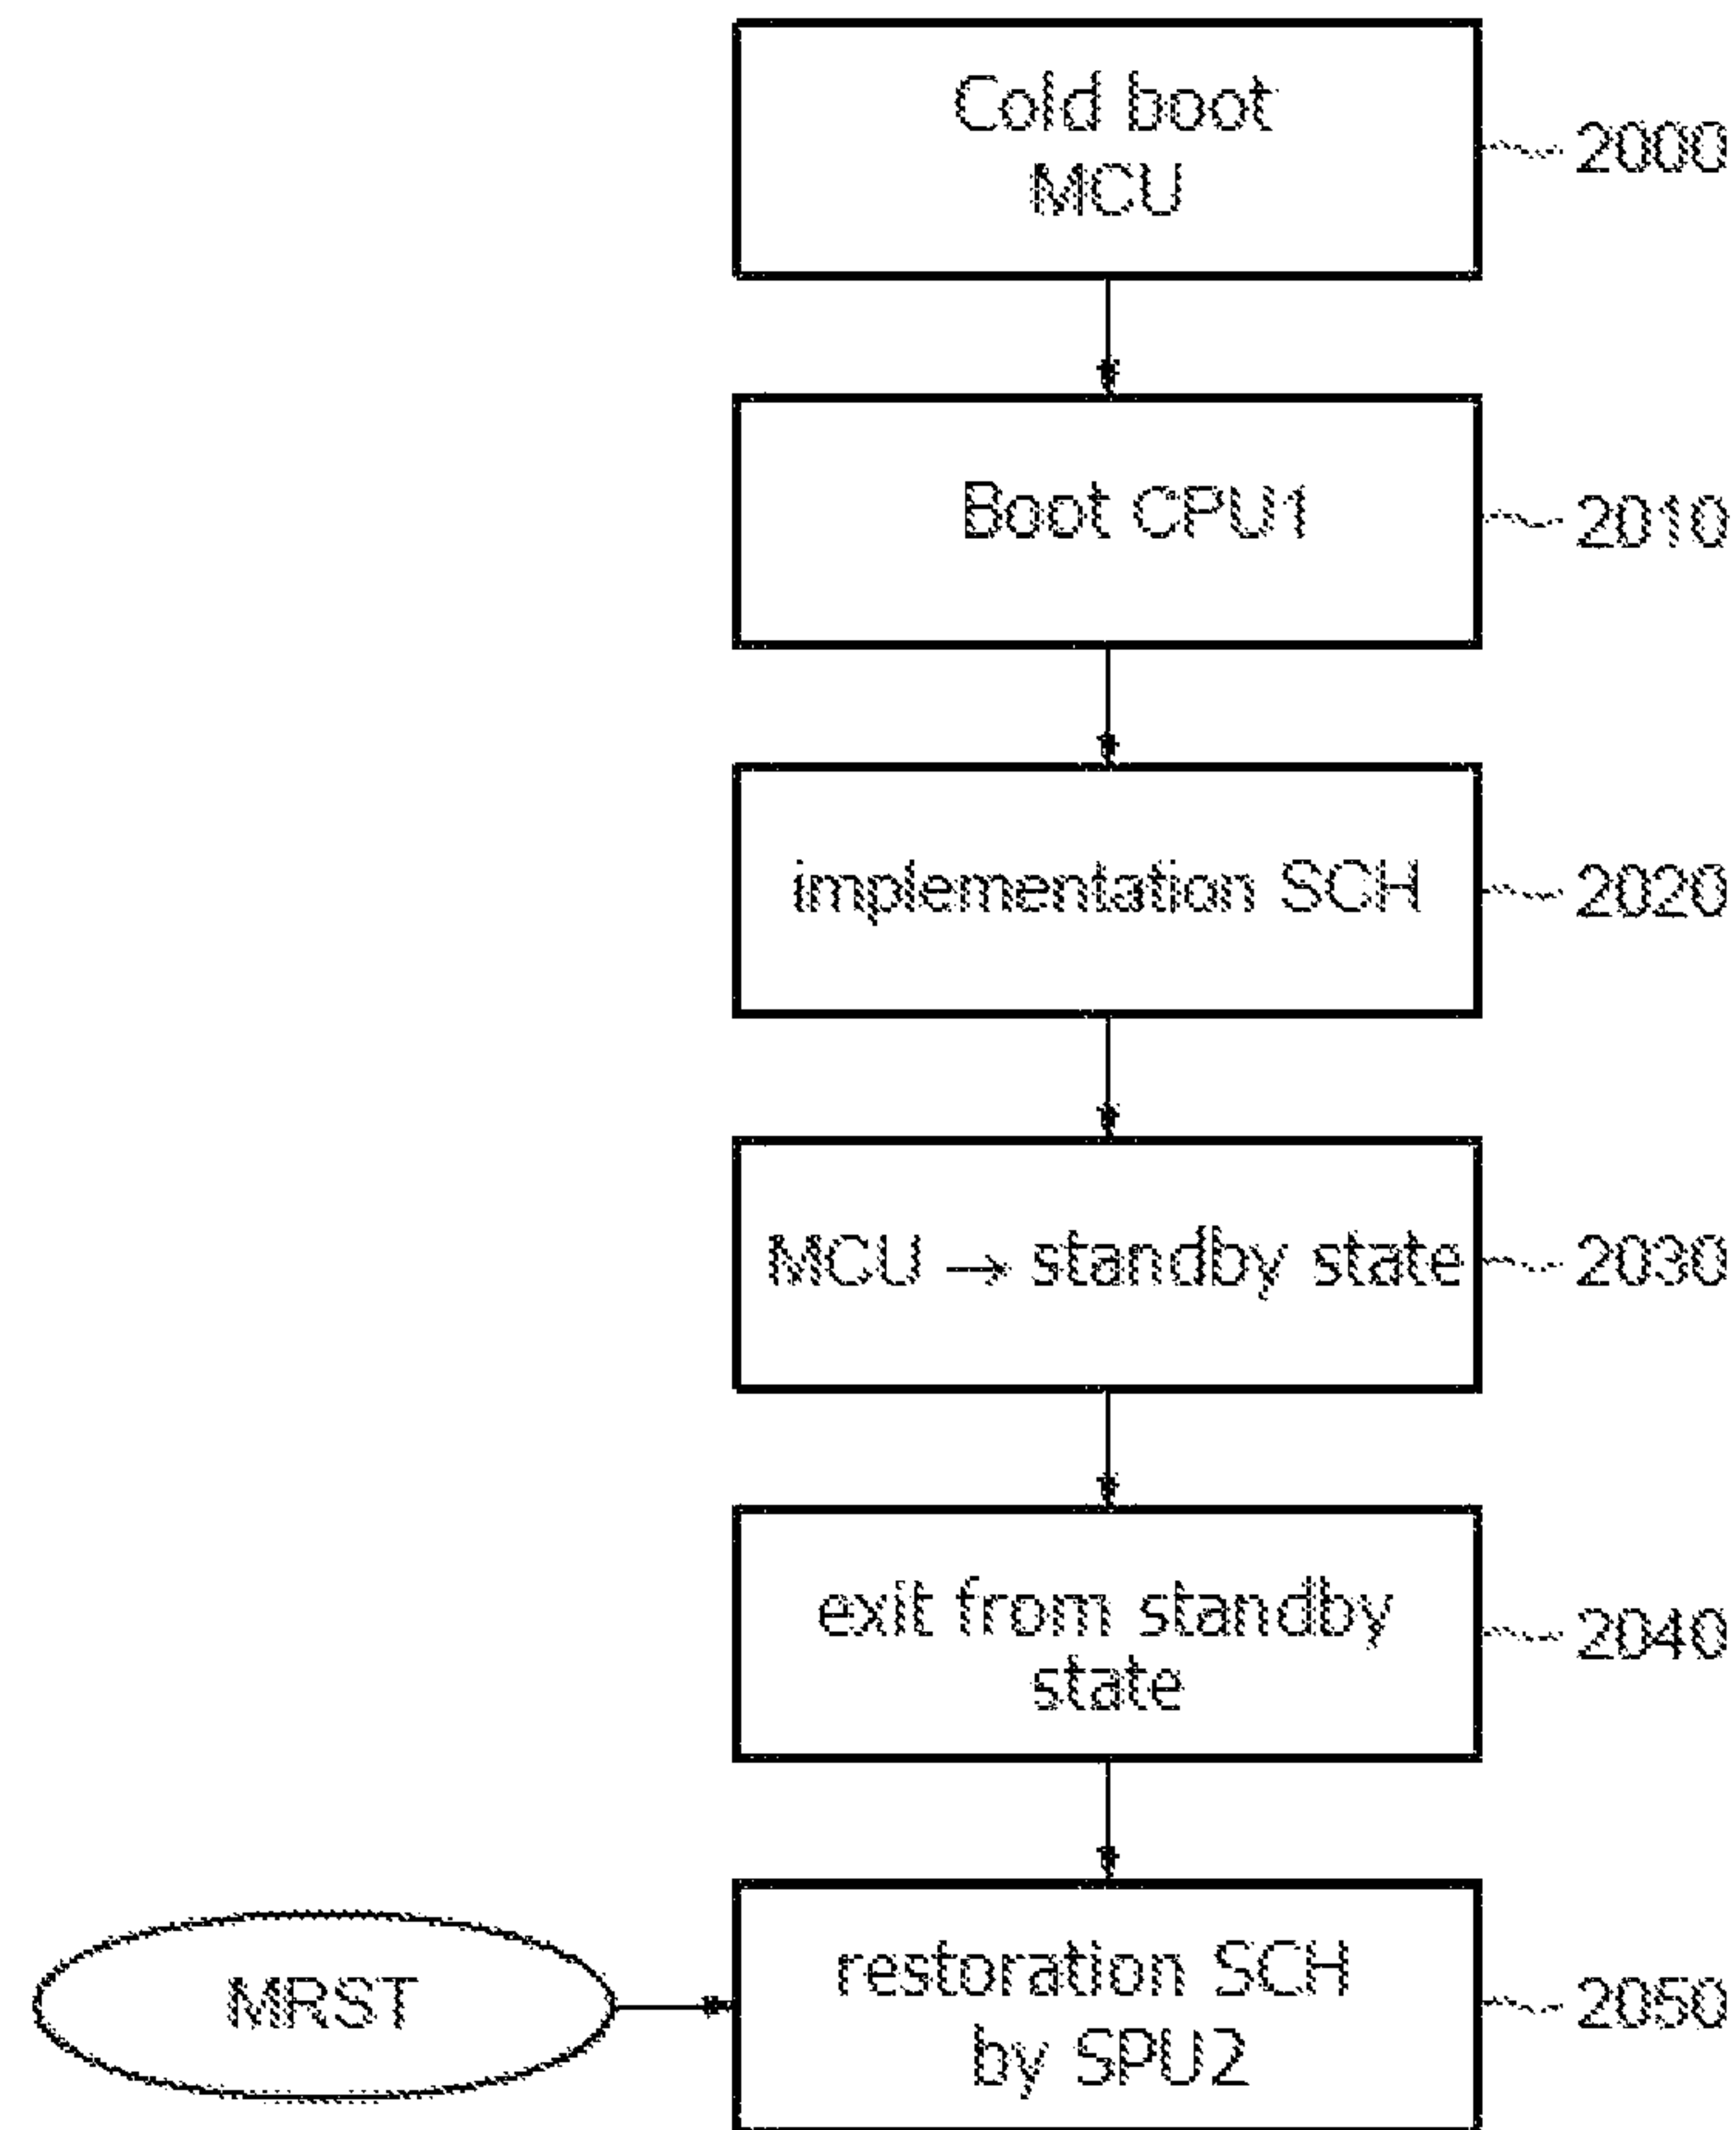 Cold boot
MCU
2000
Boot CPU1
2010
implementation SCH
2020
MCU → standby state
2030
exit from standby
state
2040
MRST
restoration SCH
by SPU2
2050